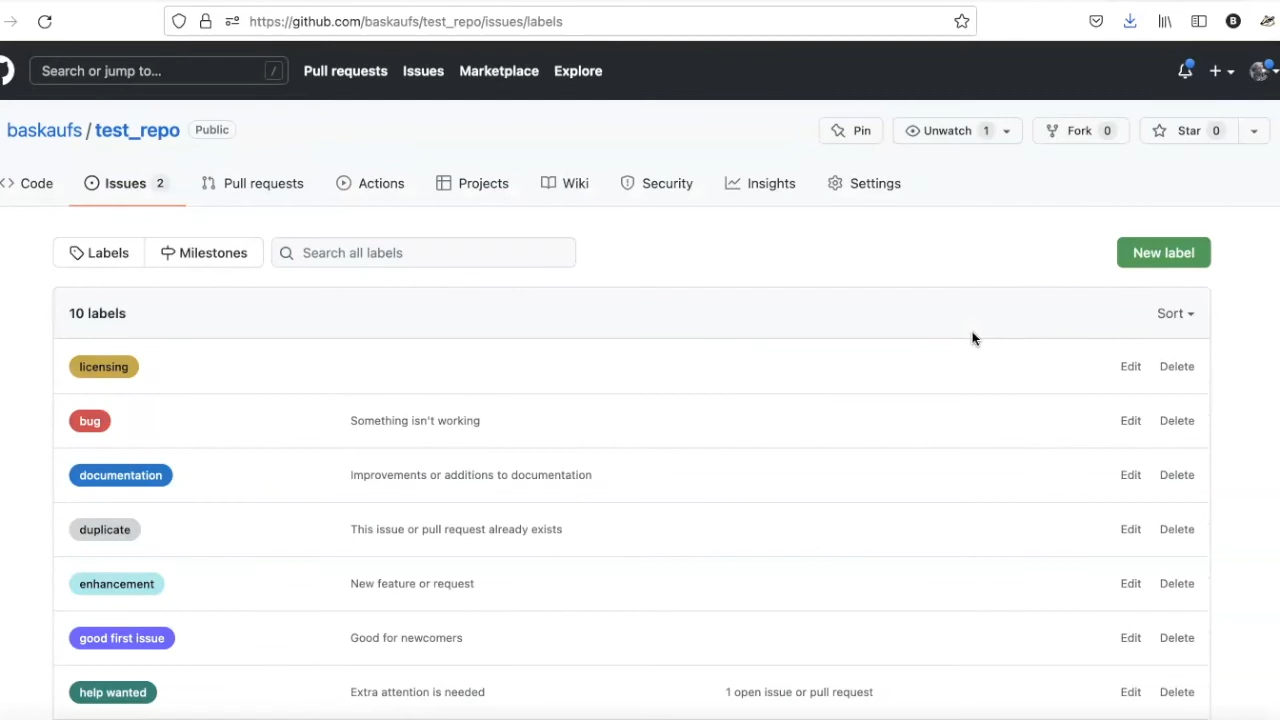 https://github.com/baskaufs/test_repo/issues/labels
B
Search or jump to... /
Pull requests Issues Marketplace Explore
baskaufs / test_repo Public
Pin Unwatch 1 Fork 0 Star 0
Code Issues 2 Pull requests Actions Projects Wiki Security Insights Settings
Labels Milestones Search all labels New label
10 labels Sort
licensing Edit Delete
bug Something isn't working Edit Delete
documentation Improvements or additions to documentation Edit Delete
duplicate This issue or pull request already exists Edit Delete
enhancement New feature or request Edit Delete
good first issue Good for newcomers Edit Delete
help wanted Extra attention is needed 1 open issue or pull request Edit Delete